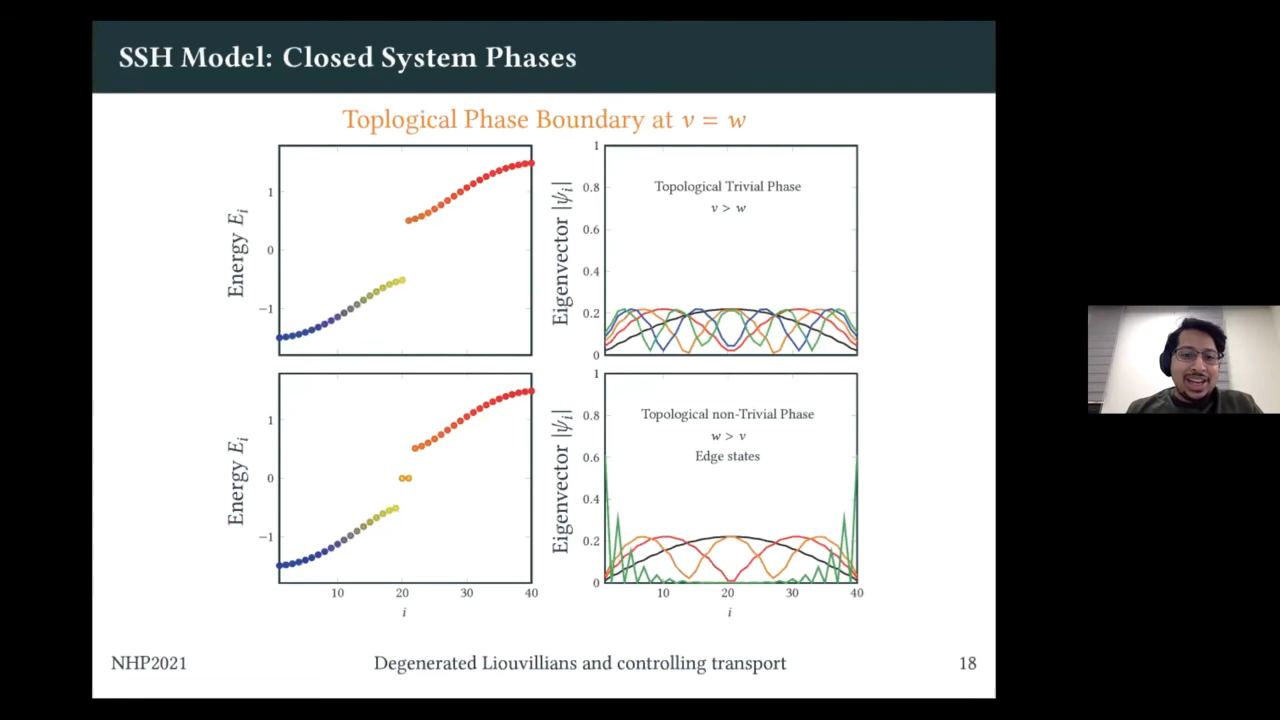 SSH Model: Closed System Phases
Toplogical Phase Boundary at v = w
Energy E_i
1
0
−1
Eigenvector |ψ_i|
1
0.8
0.6
0.4
0.2
0
Topological Trivial Phase
v > w
Energy E_i
1
0
−1
10
20
30
40
i
Eigenvector |ψ_i|
1
0.8
0.6
0.4
0.2
0
Topological non-Trivial Phase
w > v
Edge states
10
20
30
40
i
NHP2021
Degenerated Liouvillians and controlling transport
18